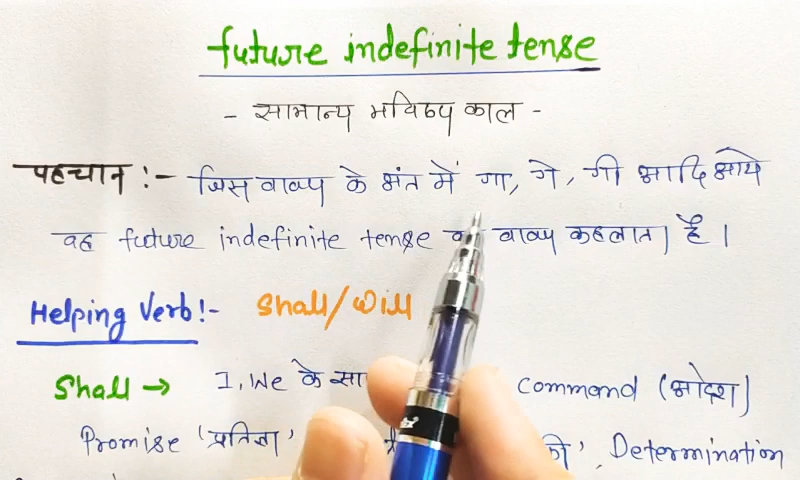 future indefinite tense
- सामान्य भविष्य काल -
पहचान :- जिस वाक्य के अंत में गा, गे, गी आदि आये
वह future indefinite tense का वाक्य कहलाता है ।
Helping Verb :- Shall/Will
Shall → I, We के सा command (आदेश)
Promise 'प्रतिज्ञा' की', Determination